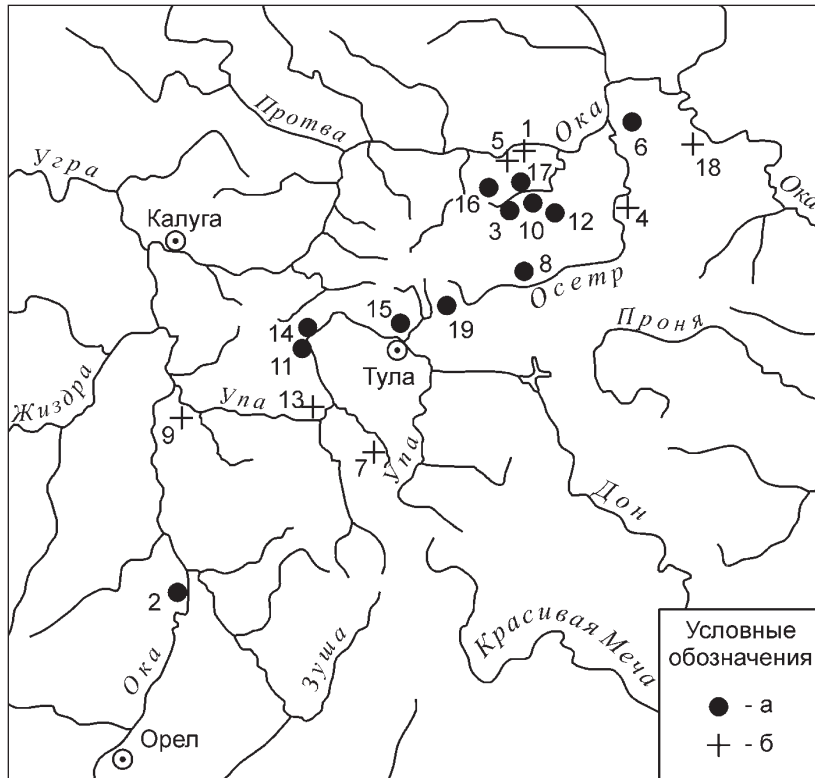 Протва
Ока
1
5
6
18
Угра
17
16
Ока
Калуга
3
10
12
4
8
Осетр
19
15
14
Проня
11
Тула
Жиздра
Упа
13
9
7
Упа
Дон
2
Красивая Меча
Зуша
Ока
Орел
Условные
обозначения
- а
- б